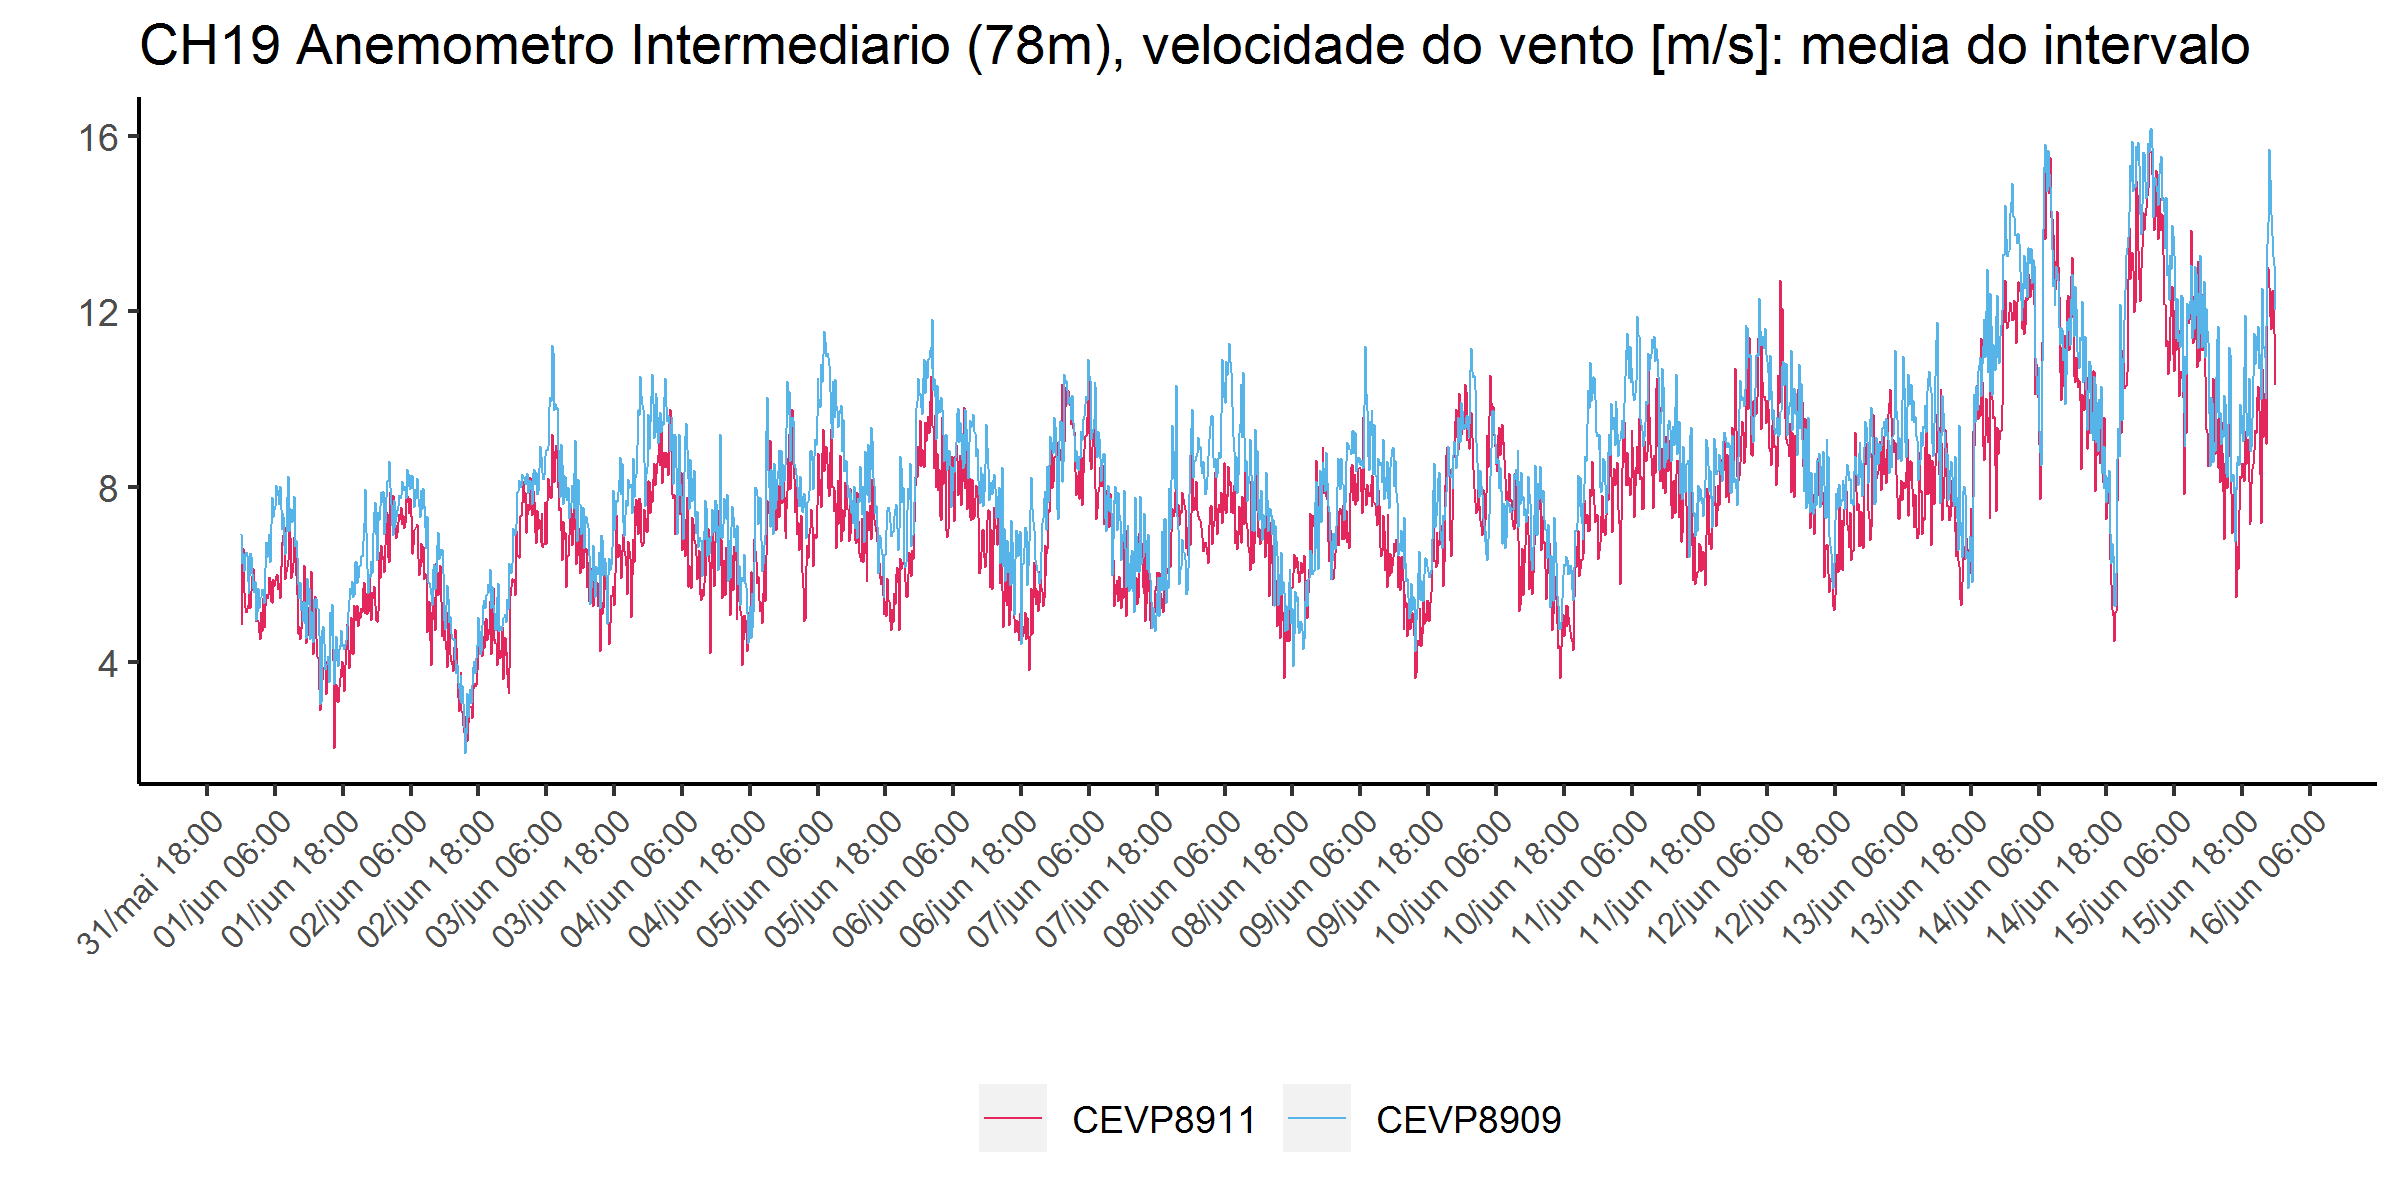 CH19 Anemometro Intermediario (78m), velocidade do vento [m/s]: media do intervalo
16
12
8
4
31/mai 18:00
01/jun 06:00
01/jun 18:00
02/jun 06:00
02/jun 18:00
03/jun 06:00
03/jun 18:00
04/jun 06:00
04/jun 18:00
05/jun 06:00
05/jun 18:00
06/jun 06:00
06/jun 18:00
07/jun 06:00
07/jun 18:00
08/jun 06:00
08/jun 18:00
09/jun 06:00
09/jun 18:00
10/jun 06:00
10/jun 18:00
11/jun 06:00
11/jun 18:00
12/jun 06:00
12/jun 18:00
13/jun 06:00
13/jun 18:00
14/jun 06:00
14/jun 18:00
15/jun 06:00
15/jun 18:00
16/jun 06:00
CEVP8911 CEVP8909